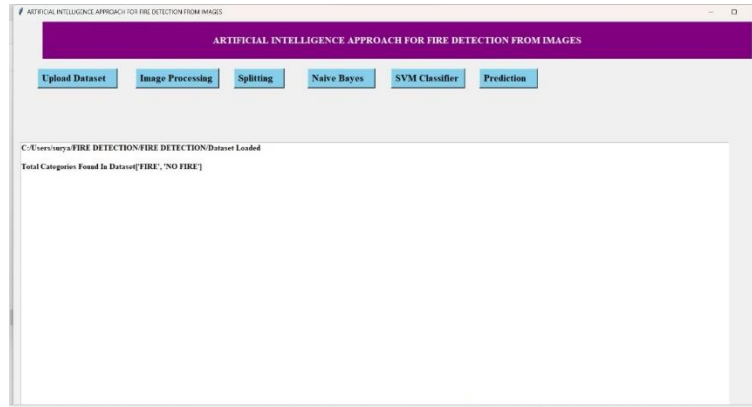 ARTIFICIAL INTELLIGENCE APPROACH FOR FIRE DETECTION FROM IMAGES
ARTIFICIAL INTELLIGENCE APPROACH FOR FIRE DETECTION FROM IMAGES
Upload Dataset Image Processing Splitting Naive Bayes SVM Classifier Prediction
C:/Users/surya/FIRE DETECTION/FIRE DETECTION/Dataset Loaded
Total Categories Found In Dataset['FIRE', 'NO FIRE']